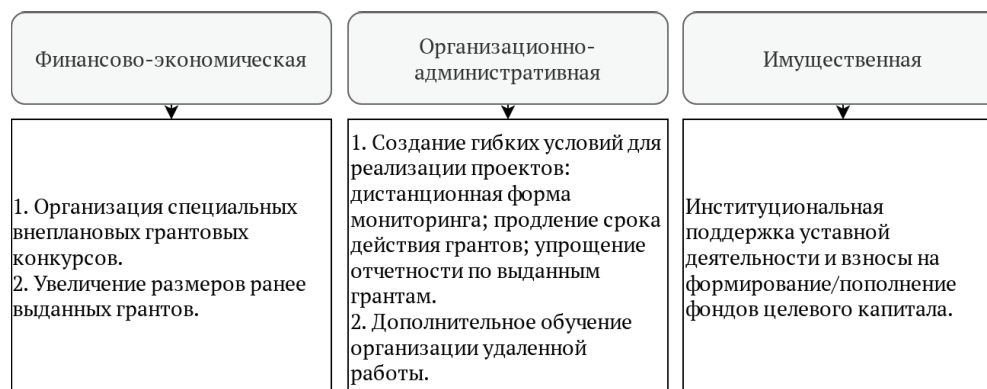 Финансово-экономическая
Организационно-
административная
Имущественная
1. Организация специальных
внеплановых грантовых
конкурсов.
2. Увеличение размеров ранее
выданных грантов.
1. Создание гибких условий для
реализации проектов:
дистанционная форма
мониторинга; продление срока
действия грантов; упрощение
отчетности по выданным
грантам.
2. Дополнительное обучение
организации удаленной
работы.
Институциональная
поддержка уставной
деятельности и взносы на
формирование/пополнение
фондов целевого капитала.